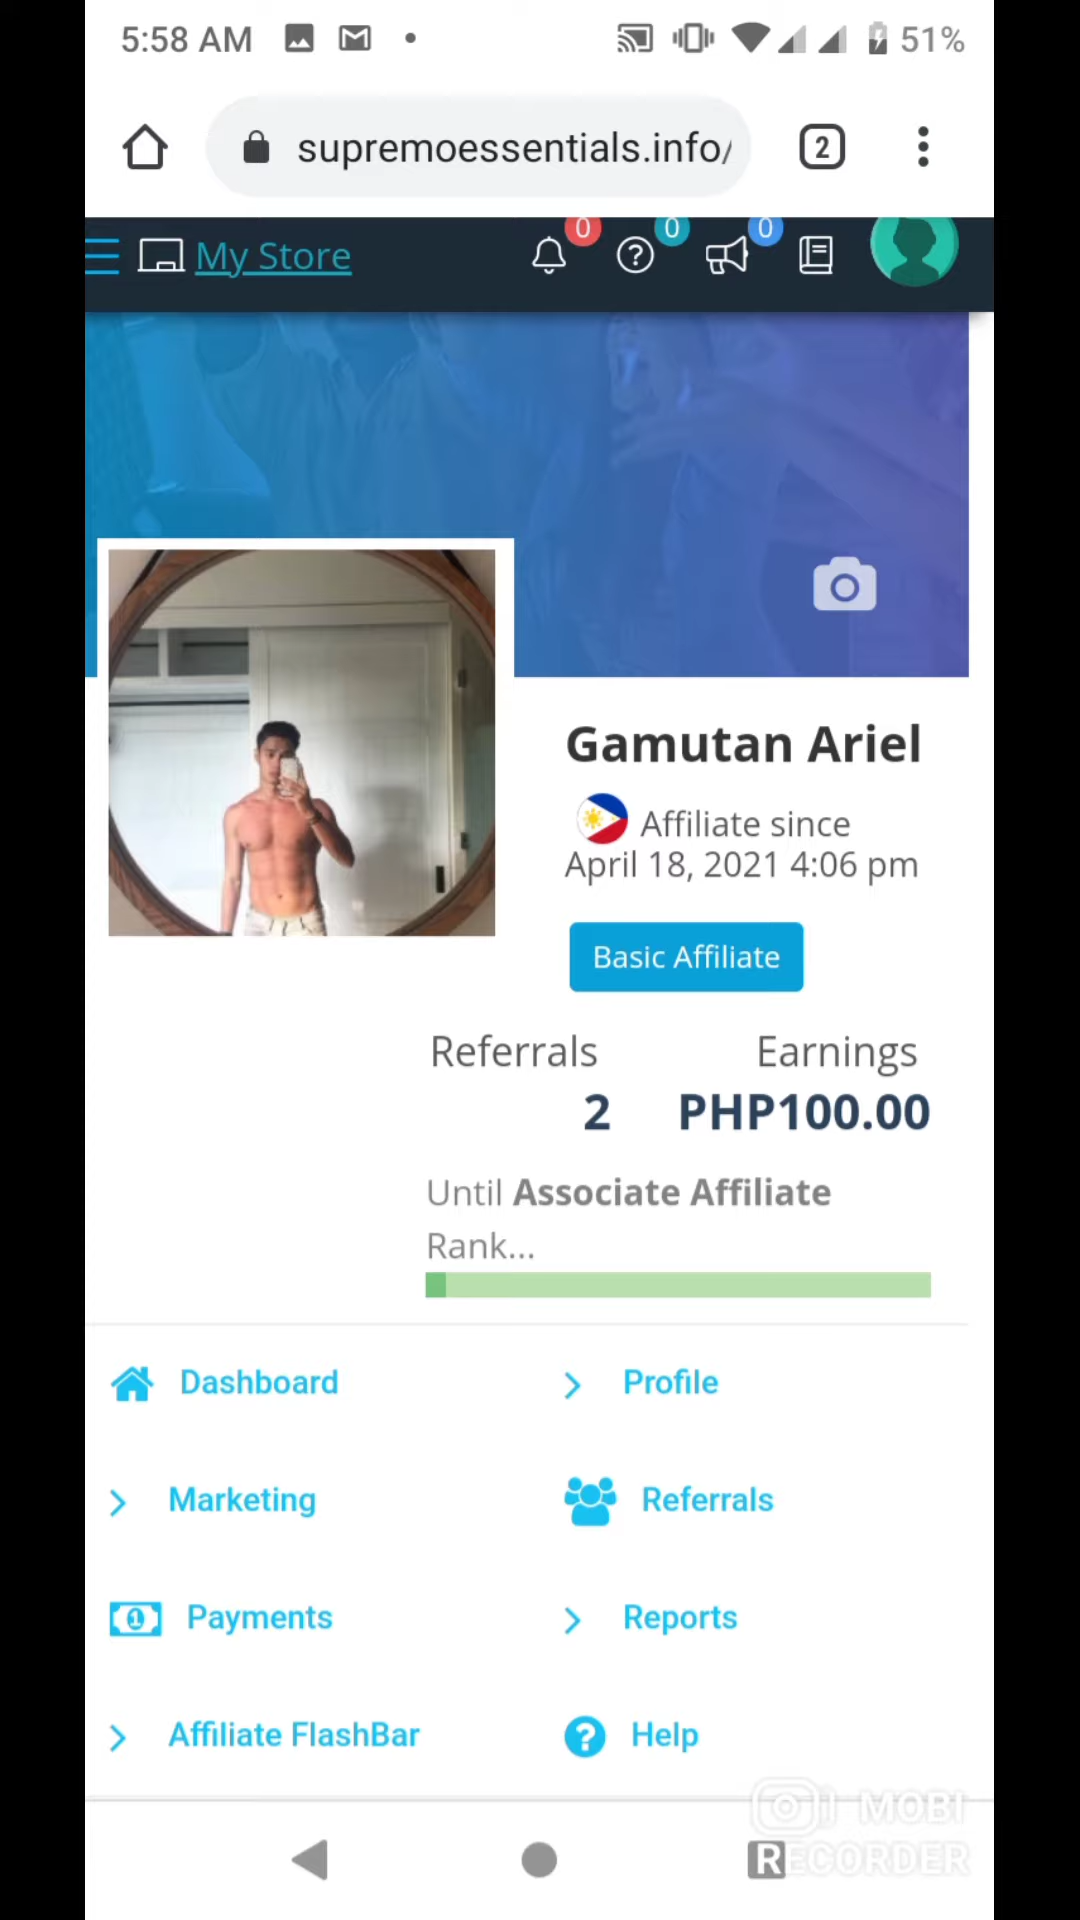 5:58 AM 51%
supremoessentials.info/ 2
My Store 0 0 0
Gamutan Ariel
Affiliate since
April 18, 2021 4:06 pm
Basic Affiliate
Referrals Earnings
2 PHP100.00
Until Associate Affiliate
Rank...
Dashboard Profile
Marketing Referrals
Payments Reports
Affiliate FlashBar Help
MOBI
RECORDER